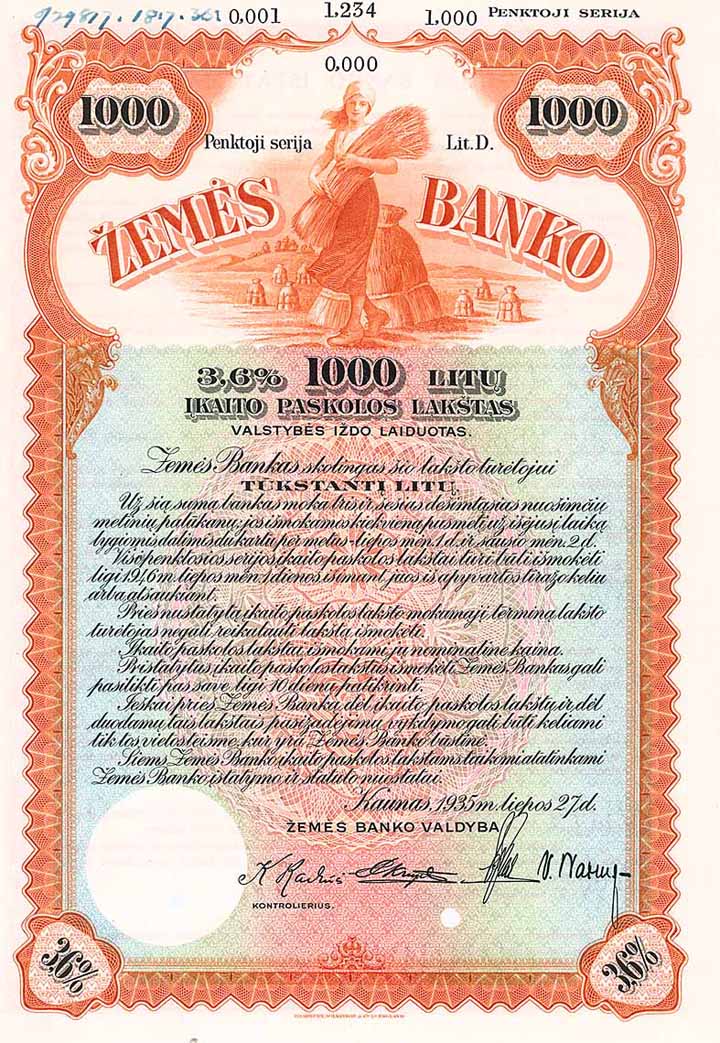 0,001 1.234 1.000 PENKTOJI SERIJA
0,000
1000 1000
Penktoji serija Lit. D.
ŽEMĖS BANKO
3,6% 1000 LITŲ
ĮKAITO PASKOLOS LAKŠTAS
VALSTYBĖS IŽDO LAIDUOTAS.
Žemės Bankas skolingas šio lakšto turėtojui
TŪKSTANTĮ LITŲ.
Už šią sumą bankas moka tris ir šešias dešimtąsias nuošimčių
metinių palūkanų; jos išmokamos kiekvieną pusmetį už išėjusį laiką
lygiomis dalimis du kartu per metus - liepos mėn. 1 d. ir sausio mėn. 2 d.
Visos penktosios serijos įkaito paskolos lakštai turi būti išmokėti
ligi 1946 m. liepos mėn. 1 dienos išimant juos iš apyvartos tiražo keliu
arba atšaukiant.
Prieš nustatytą įkaito paskolos lakšto mokamąjį terminą lakšto
turėtojas negali reikalauti lakštą išmokėti.
Įkaito paskolos lakštai išmokami jų nominaline kaina.
Pristatytus įkaito paskolos lakštus išmokėti Žemės Bankas gali
pasilikti pas save ligi 10 dienų patikrinti.
Ieškai prieš Žemės Banką dėl įkaito paskolos lakštų ir dėl
duodamų tais lakštais pasižadėjimų vykdymo gali būti keliami
tik tos vietos teisme, kur yra Žemės Banko būstinė.
Šiems Žemės Banko įkaito paskolos lakštams taikomi atatinkami
Žemės Banko įstatymo ir statuto nuostatai.
Kaunas, 1935 m. liepos 27 d.
ŽEMĖS BANKO VALDYBA
KONTROLIERIUS.
3,6% 3,6%